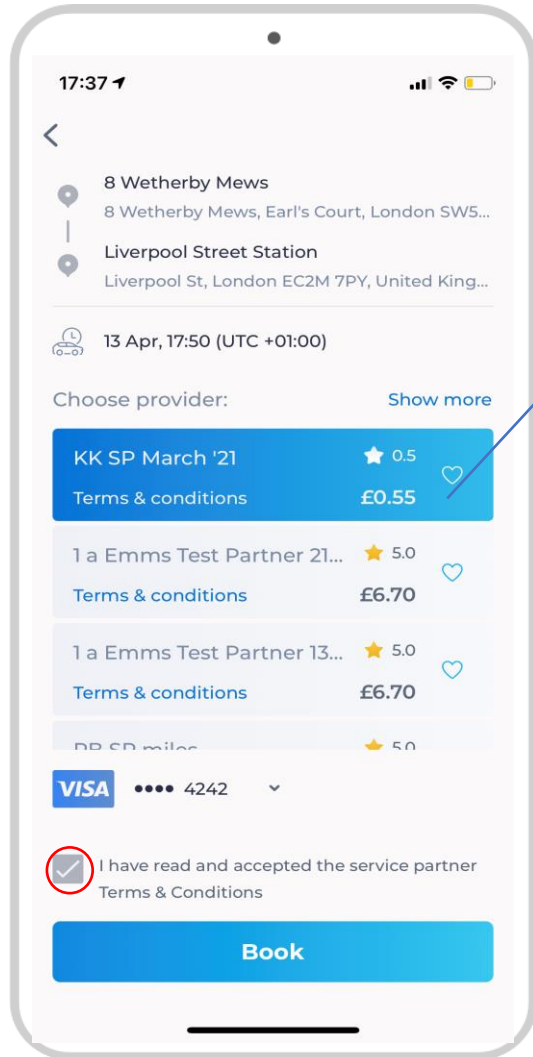 17:37
8 Wetherby Mews
8 Wetherby Mews, Earl's Court, London SW5...
Liverpool Street Station
Liverpool St, London EC2M 7PY, United King...
13 Apr, 17:50 (UTC +01:00)
Choose provider: Show more
KK SP March '21 0.5
Terms & conditions £0.55
1 a Emms Test Partner 21... 5.0
Terms & conditions £6.70
1 a Emms Test Partner 13... 5.0
Terms & conditions £6.70
PB SP miles 5.0
VISA •••• 4242
I have read and accepted the service partner
Terms & Conditions
Book